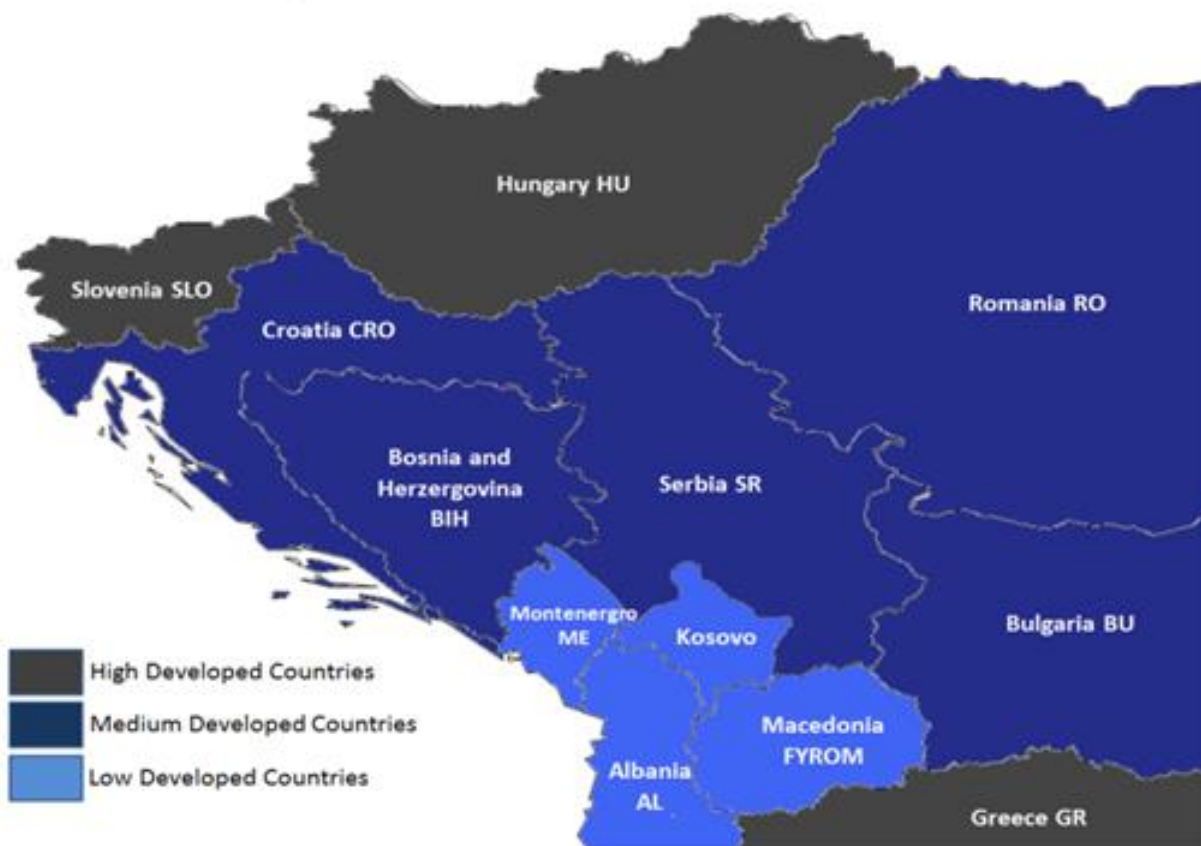 Hungary HU
Slovenia SLO
Romania RO
Croatia CRO
Bosnia and
Herzergovina
BIH
Serbia SR
Montenergro
ME
Kosovo
Bulgaria BU
Macedonia
FYROM
Albania
AL
Greece GR
High Developed Countries
Medium Developed Countries
Low Developed Countries